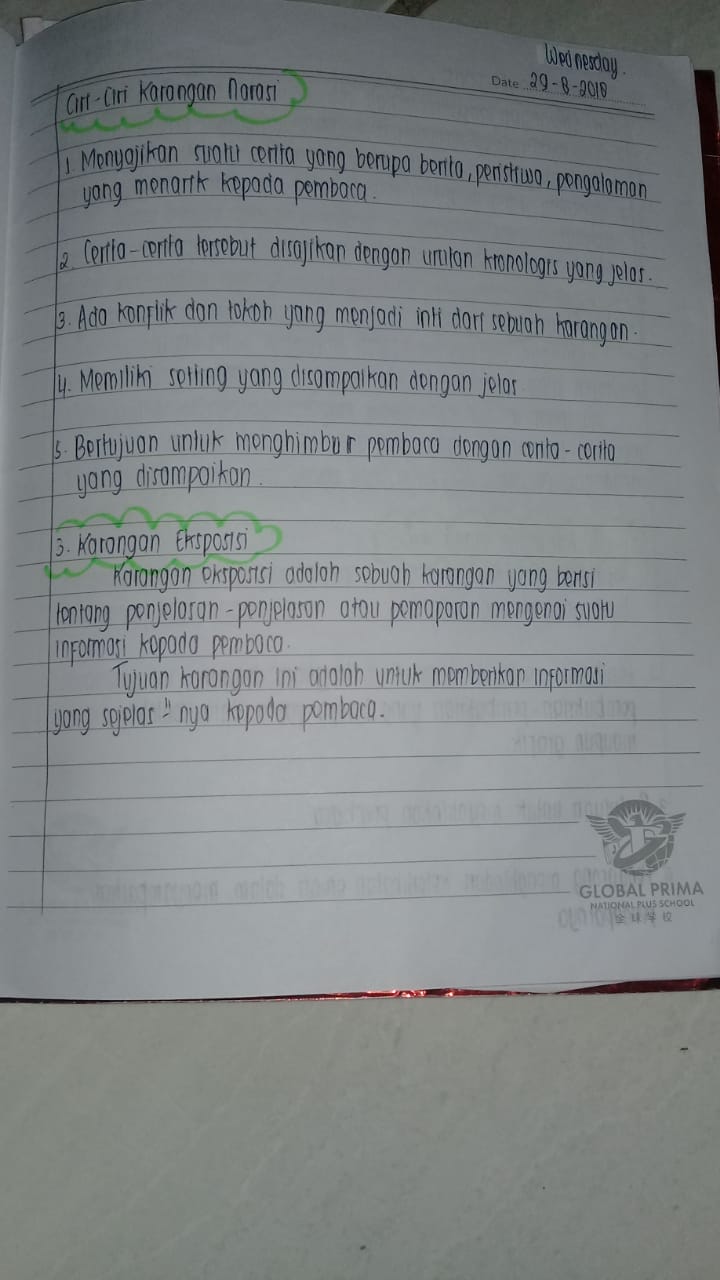 Wednesday.
Date 29-8-2018
Ciri-Ciri Karangan Narasi
1. Menyajikan suatu cerita yang berupa berita, peristiwa, pengalaman
yang menarik kepada pembaca.
2. Cerita-cerita tersebut disajikan dengan urutan kronologis yang jelas.
3. Ada konflik dan tokoh yang menjadi inti dari sebuah karangan.
4. Memiliki setting yang disampaikan dengan jelas
5. Bertujuan untuk menghimbur pembaca dengan cerita-cerita
yang disampaikan.
3. Karangan Eksposisi
Karangan eksposisi adalah sebuah karangan yang berisi
tentang penjelasan-penjelasan atau pemaparan mengenai suatu
informasi kepada pembaca.
Tujuan karangan ini adalah untuk memberikan informasi
yang sejelas"nya kepada pembaca.
GLOBAL PRIMA
NATIONAL PLUS SCHOOL
全球学校